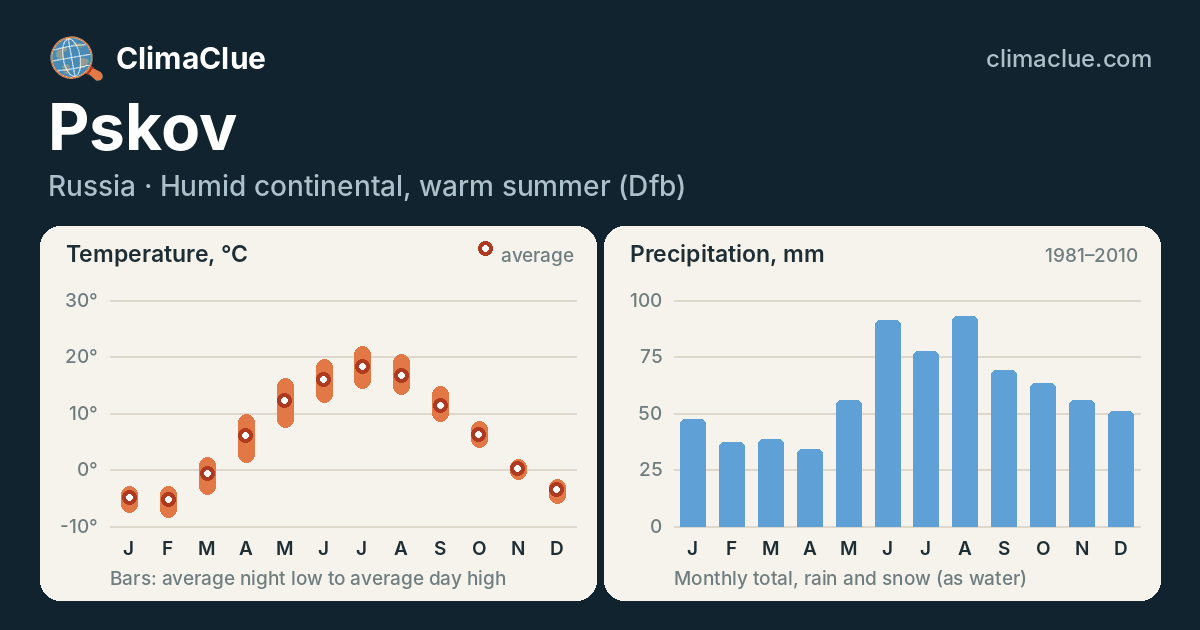 ClimaClue
climaclue.com
Pskov
Russia · Humid continental, warm summer (Dfb)
Temperature, °C
average
30°
20°
10°
0°
-10°
J F M A M J J A S O N D
Bars: average night low to average day high
Precipitation, mm
1981–2010
100
75
50
25
0
J F M A M J J A S O N D
Monthly total, rain and snow (as water)